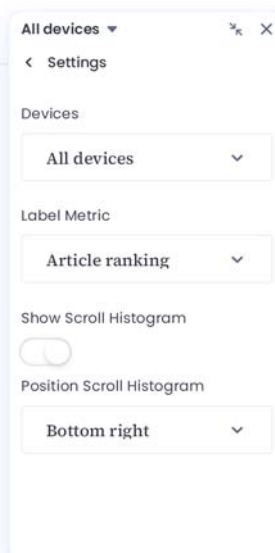 All devices
Settings
Devices
All devices
Label Metric
Article ranking
Show Scroll Histogram
Position Scroll Histogram
Bottom right